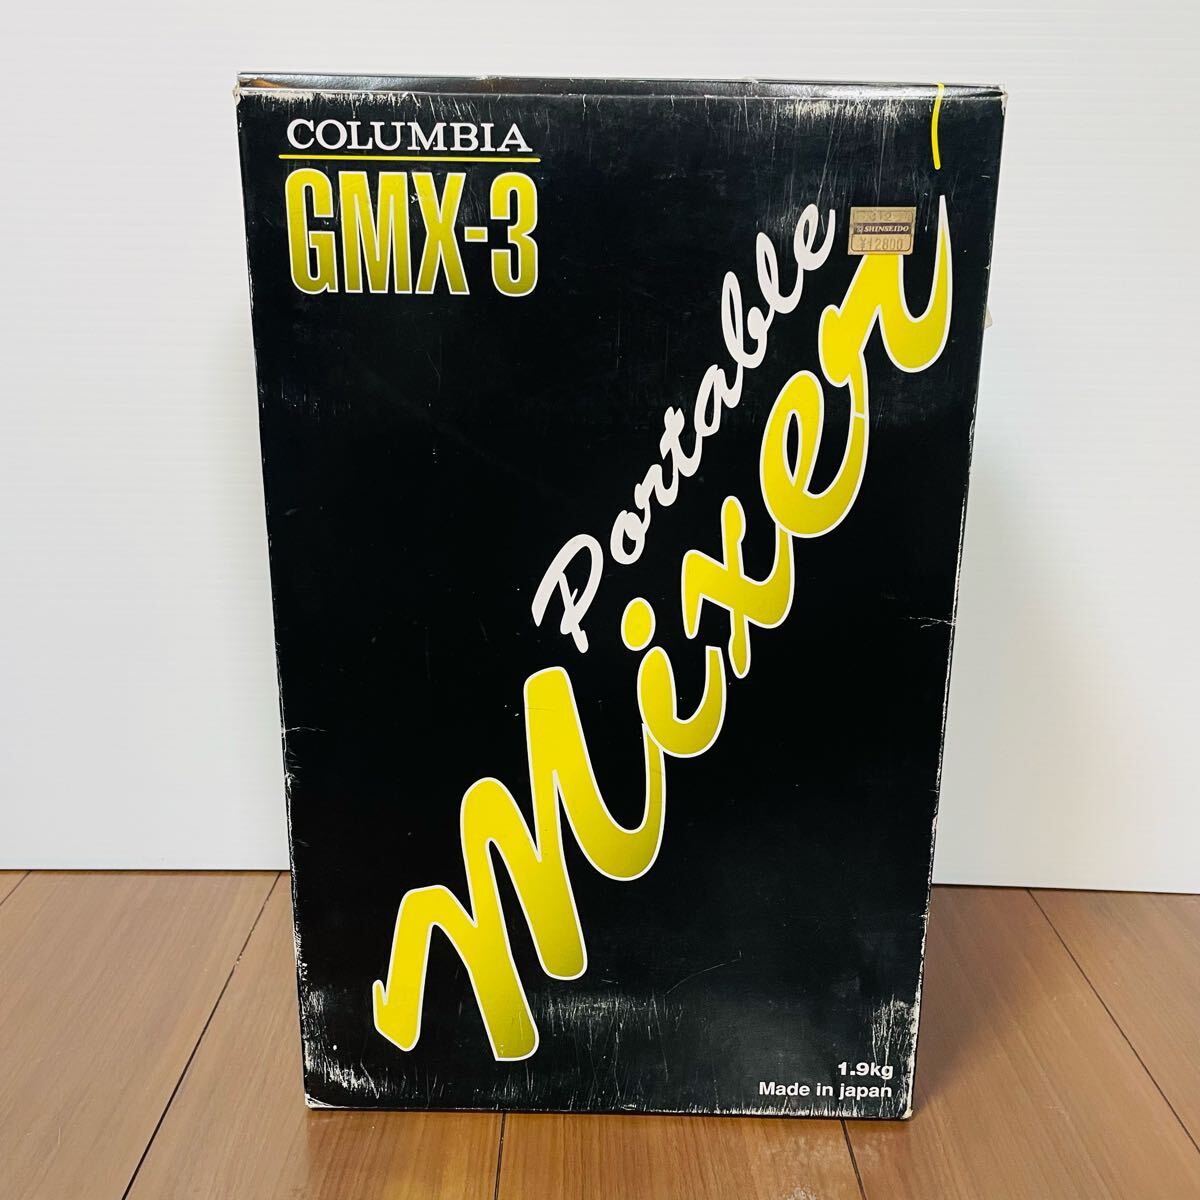 COLUMBIA
GMX-3
SHINSEIDO
¥12800
Portable
Mixer
1.9kg
Made in japan